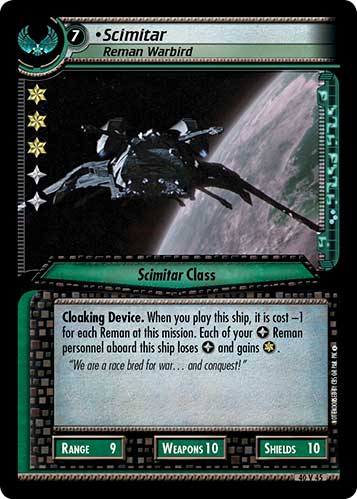 7 •Scimitar
Reman Warbird
Scimitar Class
Cloaking Device. When you play this ship, it is cost –1
for each Reman at this mission. Each of your Reman
personnel aboard this ship loses and gains .
"We are a race bred for war… and conquest!"
RANGE 9 WEAPONS 10 SHIELDS 10
40 V 45